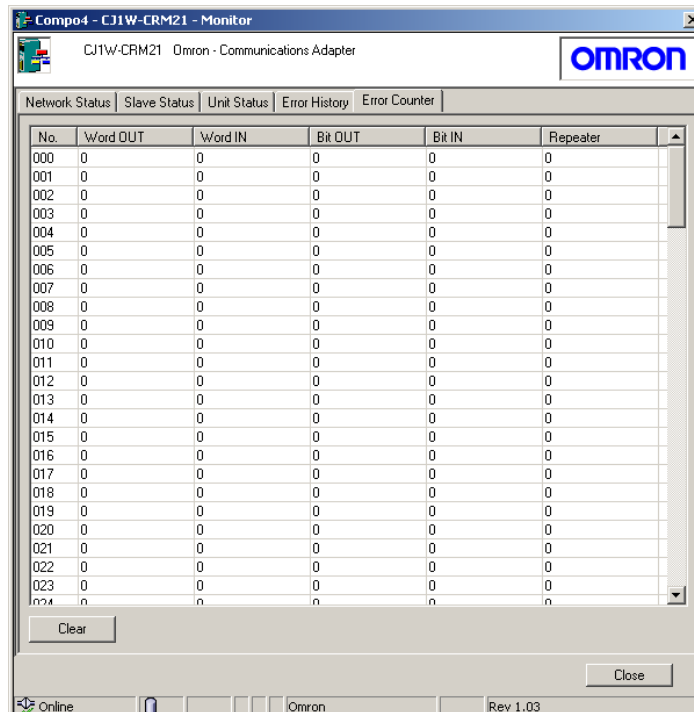 Compo4 - CJ1W-CRM21 - Monitor
CJ1W-CRM21 Omron - Communications Adapter
OMRON
Network Status Slave Status Unit Status Error History Error Counter
No. Word OUT Word IN Bit OUT Bit IN Repeater
000 0 0 0 0 0
001 0 0 0 0 0
002 0 0 0 0 0
003 0 0 0 0 0
004 0 0 0 0 0
005 0 0 0 0 0
006 0 0 0 0 0
007 0 0 0 0 0
008 0 0 0 0 0
009 0 0 0 0 0
010 0 0 0 0 0
011 0 0 0 0 0
012 0 0 0 0 0
013 0 0 0 0 0
014 0 0 0 0 0
015 0 0 0 0 0
016 0 0 0 0 0
017 0 0 0 0 0
018 0 0 0 0 0
019 0 0 0 0 0
020 0 0 0 0 0
021 0 0 0 0 0
022 0 0 0 0 0
023 0 0 0 0 0
024 0 0 0 0 0
Clear
Close
Online Omron Rev 1.03